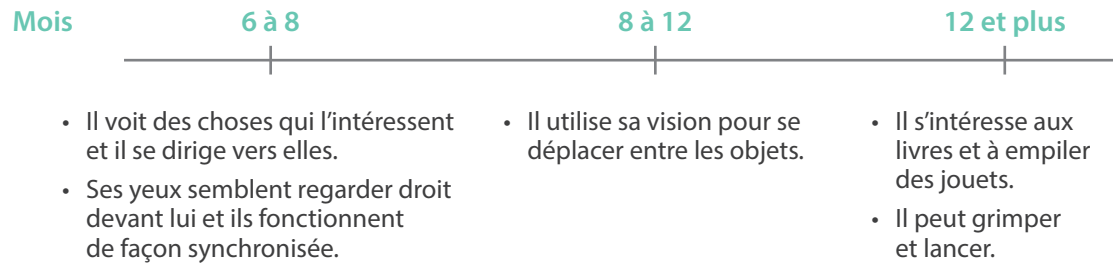 Mois 6 à 8 8 à 12 12 et plus
• Il voit des choses qui l'intéressent
et il se dirige vers elles.
• Ses yeux semblent regarder droit
devant lui et ils fonctionnent
de façon synchronisée.
• Il utilise sa vision pour se
déplacer entre les objets.
• Il s'intéresse aux
livres et à empiler
des jouets.
• Il peut grimper
et lancer.